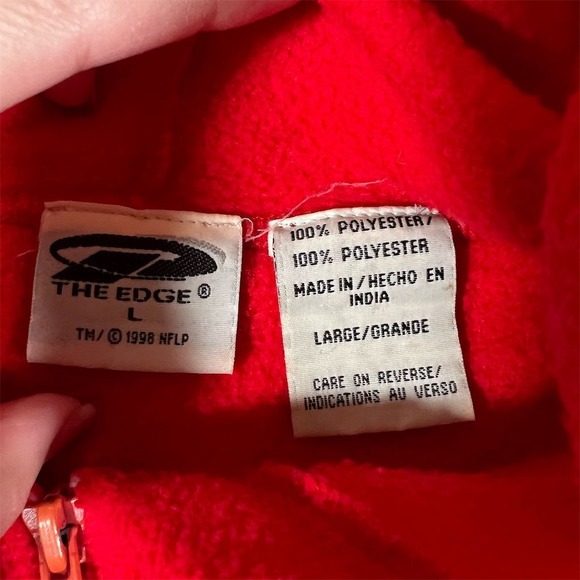 THE EDGE ®
L
TM/© 1998 NFLP
100% POLYESTER/
100% POLYESTER
MADE IN/HECHO EN
INDIA
LARGE/GRANDE
CARE ON REVERSE/
INDICATIONS AU VERSO